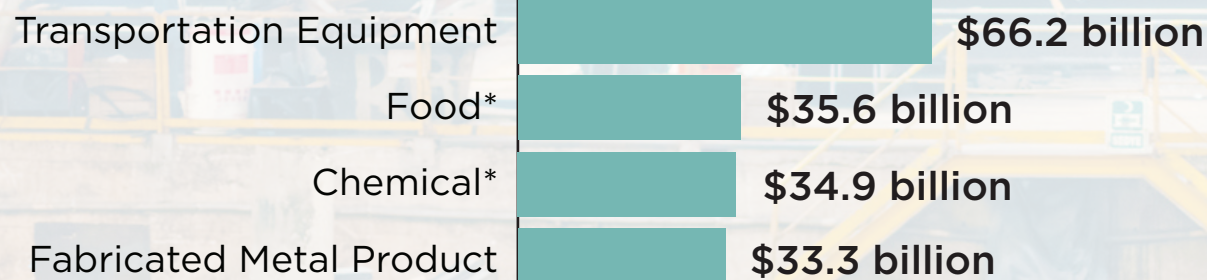 Transportation Equipment $66.2 billion
Food* $35.6 billion
Chemical* $34.9 billion
Fabricated Metal Product $33.3 billion